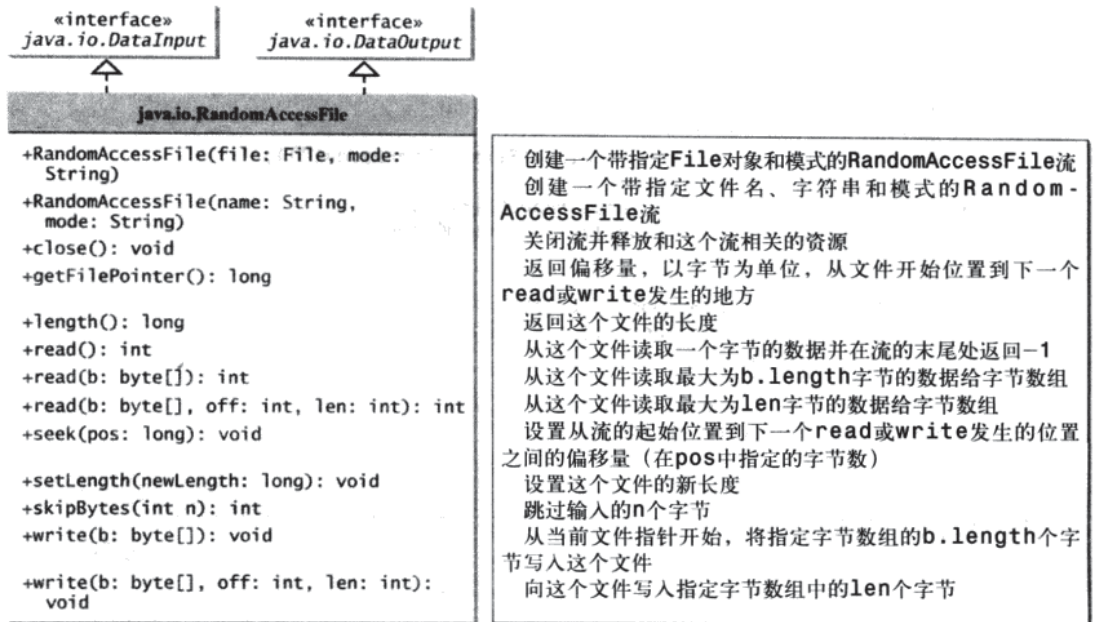 «interface»
java.io.DataInput
«interface»
java.io.DataOutput
java.io.RandomAccessFile
+RandomAccessFile(file: File, mode:
String)
+RandomAccessFile(name: String,
mode: String)
+close(): void
+getFilePointer(): long
+length(): long
+read(): int
+read(b: byte[]): int
+read(b: byte[], off: int, len: int): int
+seek(pos: long): void
+setLength(newLength: long): void
+skipBytes(int n): int
+write(b: byte[]): void
+write(b: byte[], off: int, len: int):
void
创建一个带指定File对象和模式的RandomAccessFile流
创建一个带指定文件名、字符串和模式的Random-
AccessFile流
关闭流并释放和这个流相关的资源
返回偏移量，以字节为单位，从文件开始位置到下一个
read或write发生的地方
返回这个文件的长度
从这个文件读取一个字节的数据并在流的末尾处返回−1
从这个文件读取最大为b.length字节的数据给字节数组
从这个文件读取最大为len字节的数据给字节数组
设置从流的起始位置到下一个read或write发生的位置
之间的偏移量（在pos中指定的字节数）
设置这个文件的新长度
跳过输入的n个字节
从当前文件指针开始，将指定字节数组的b.length个字
节写入这个文件
向这个文件写入指定字节数组中的len个字节